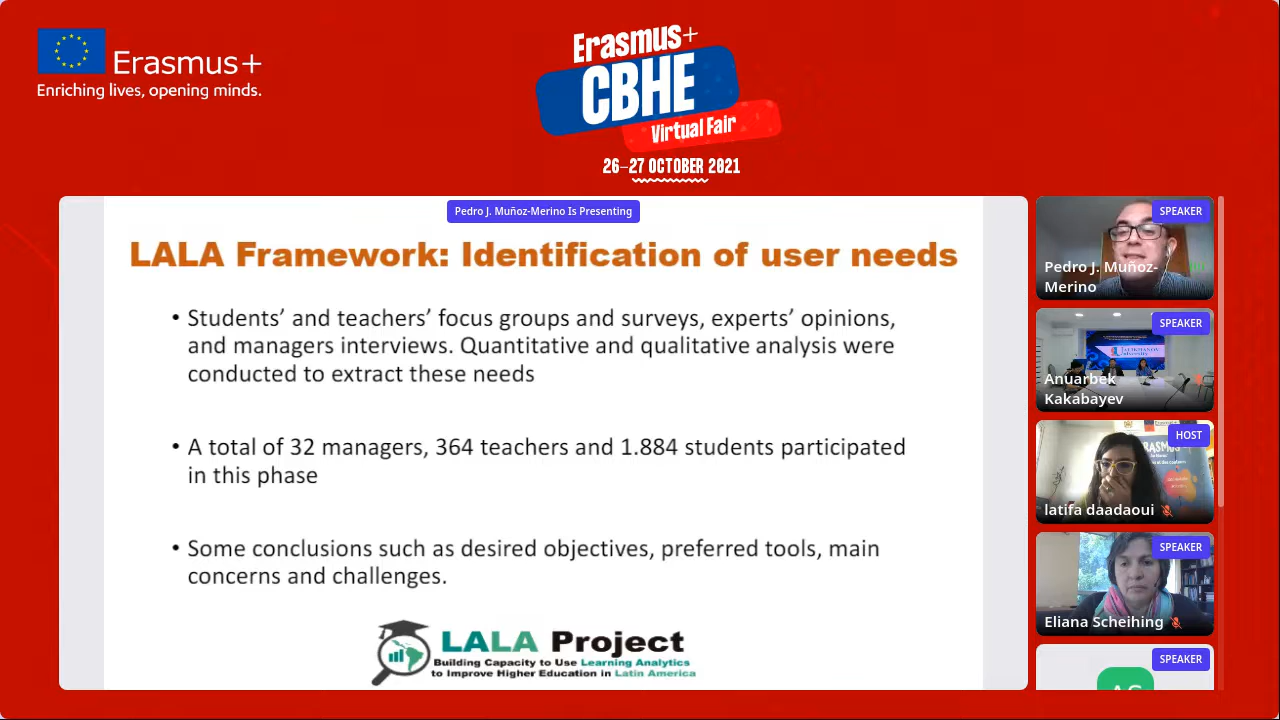 Erasmus+
Enriching lives, opening minds.
Erasmus+
CBHE
Virtual Fair
26–27 OCTOBER 2021
Pedro J. Muñoz-Merino Is Presenting
LALA Framework: Identification of user needs
• Students’ and teachers’ focus groups and surveys, experts’ opinions,
and managers interviews. Quantitative and qualitative analysis were
conducted to extract these needs
• A total of 32 managers, 364 teachers and 1.884 students participated
in this phase
• Some conclusions such as desired objectives, preferred tools, main
concerns and challenges.
LALA Project
Building Capacity to Use Learning Analytics
to Improve Higher Education in Latin America
SPEAKER
Pedro J. Muñoz-
Merino
SPEAKER
Anuarbek
Kakabayev
HOST
latifa daadaoui
SPEAKER
Eliana Scheihing
SPEAKER